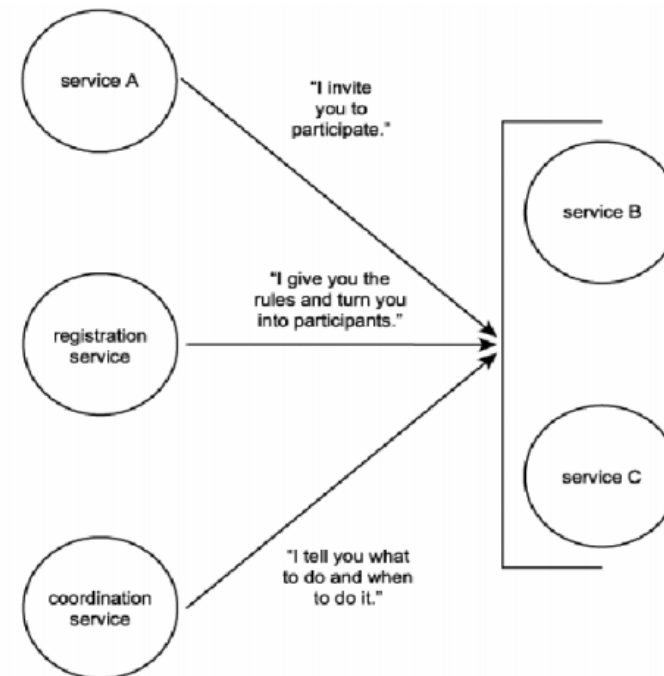 service A
"I invite
you to
participate."
service B
"I give you the
rules and turn you
into participants."
registration
service
service C
"I tell you what
to do and when
to do it."
coordination
service